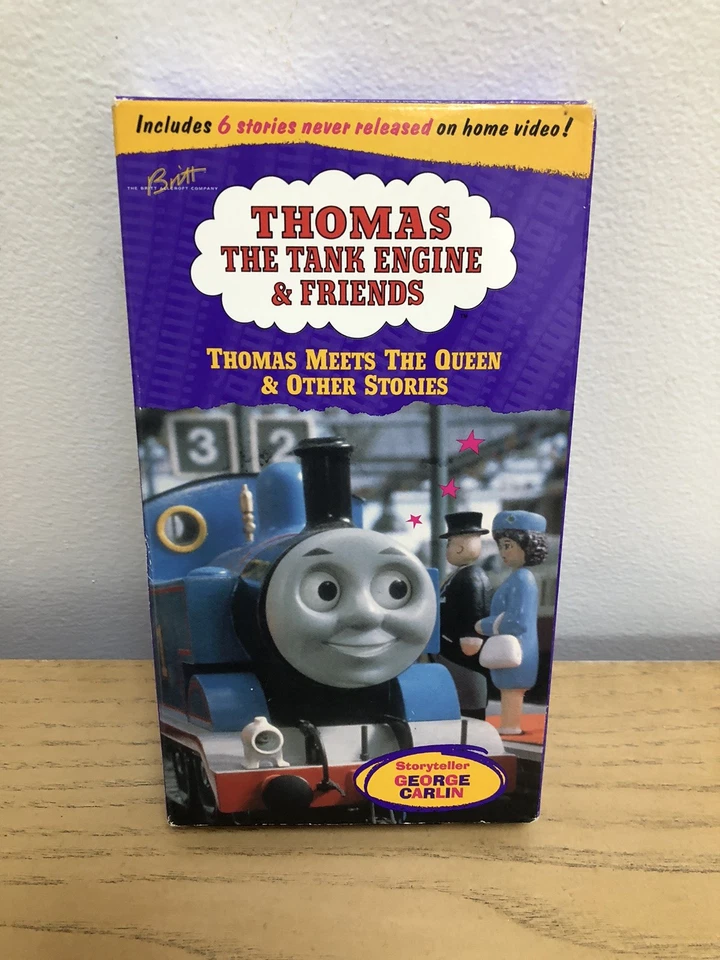 Includes 6 stories never released on home video!
Britt
THE BRITT ALLCROFT COMPANY
THOMAS
THE TANK ENGINE
& FRIENDS
THOMAS MEETS THE QUEEN
& OTHER STORIES
3 2
Storyteller
GEORGE
CARLIN